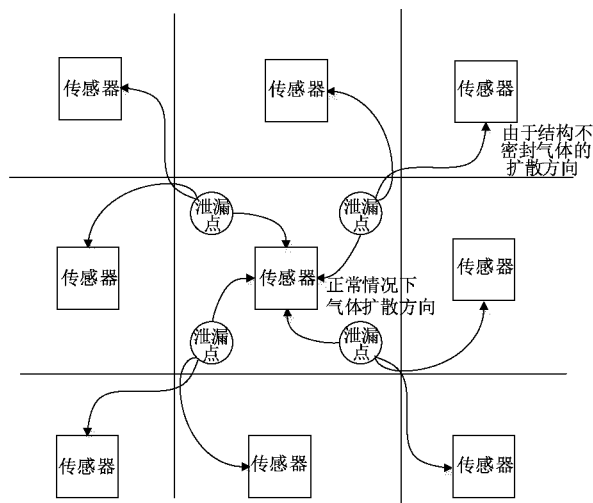 传感器
传感器
传感器
由于结构不
密封气体的
扩散方向
泄漏
点
泄漏
点
传感器
传感器
传感器
正常情况下
气体扩散方向
泄漏
点
泄漏
点
传感器
传感器
传感器